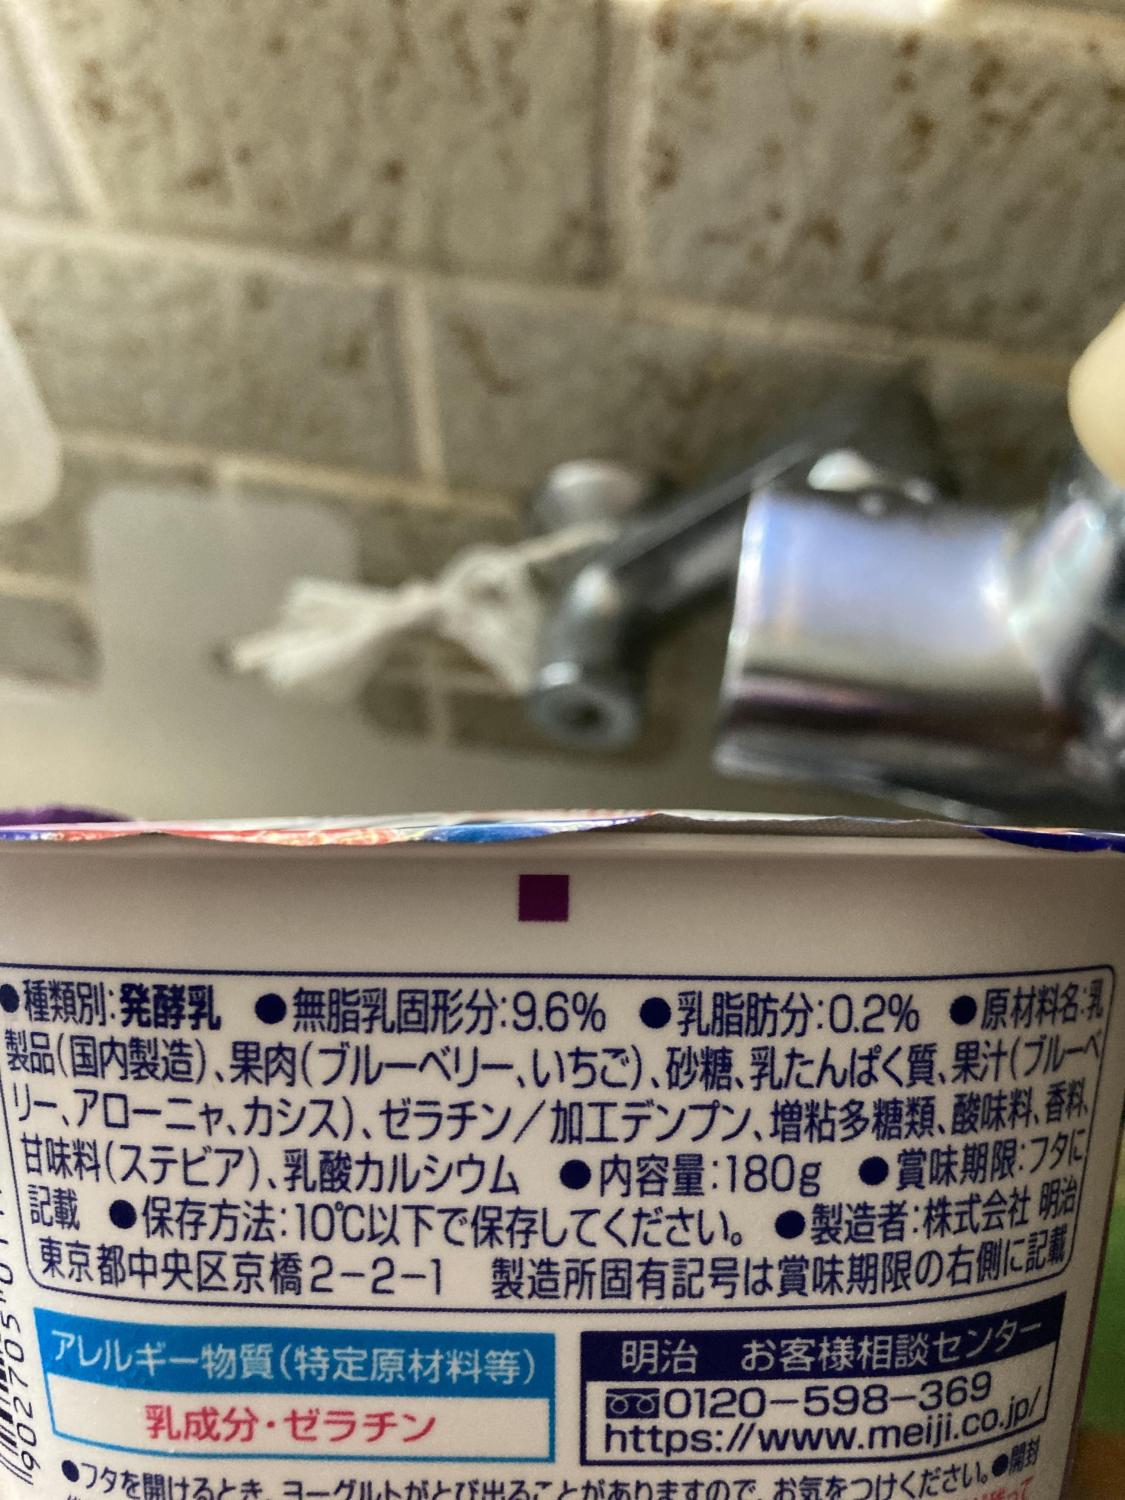 ●種類別:発酵乳 ●無脂乳固形分:9.6% ●乳脂肪分:0.2% ●原材料名:乳
製品(国内製造)、果肉(ブルーベリー、いちご)、砂糖、乳たんぱく質、果汁(ブルーベ
リー、アローニャ、カシス)、ゼラチン/加工デンプン、増粘多糖類、酸味料、香料、
甘味料(ステビア)、乳酸カルシウム ●内容量:180g ●賞味期限:フタに
記載 ●保存方法:10℃以下で保存してください。 ●製造者:株式会社 明治
東京都中央区京橋2-2-1 製造所固有記号は賞味期限の右側に記載
アレルギー物質(特定原材料等)
乳成分・ゼラチン
明治 お客様相談センター
0120-598-369
https://www.meiji.co.jp/
●フタを開けるとき、ヨーグルトがとび出ることがありますので、お気をつけください。●開封